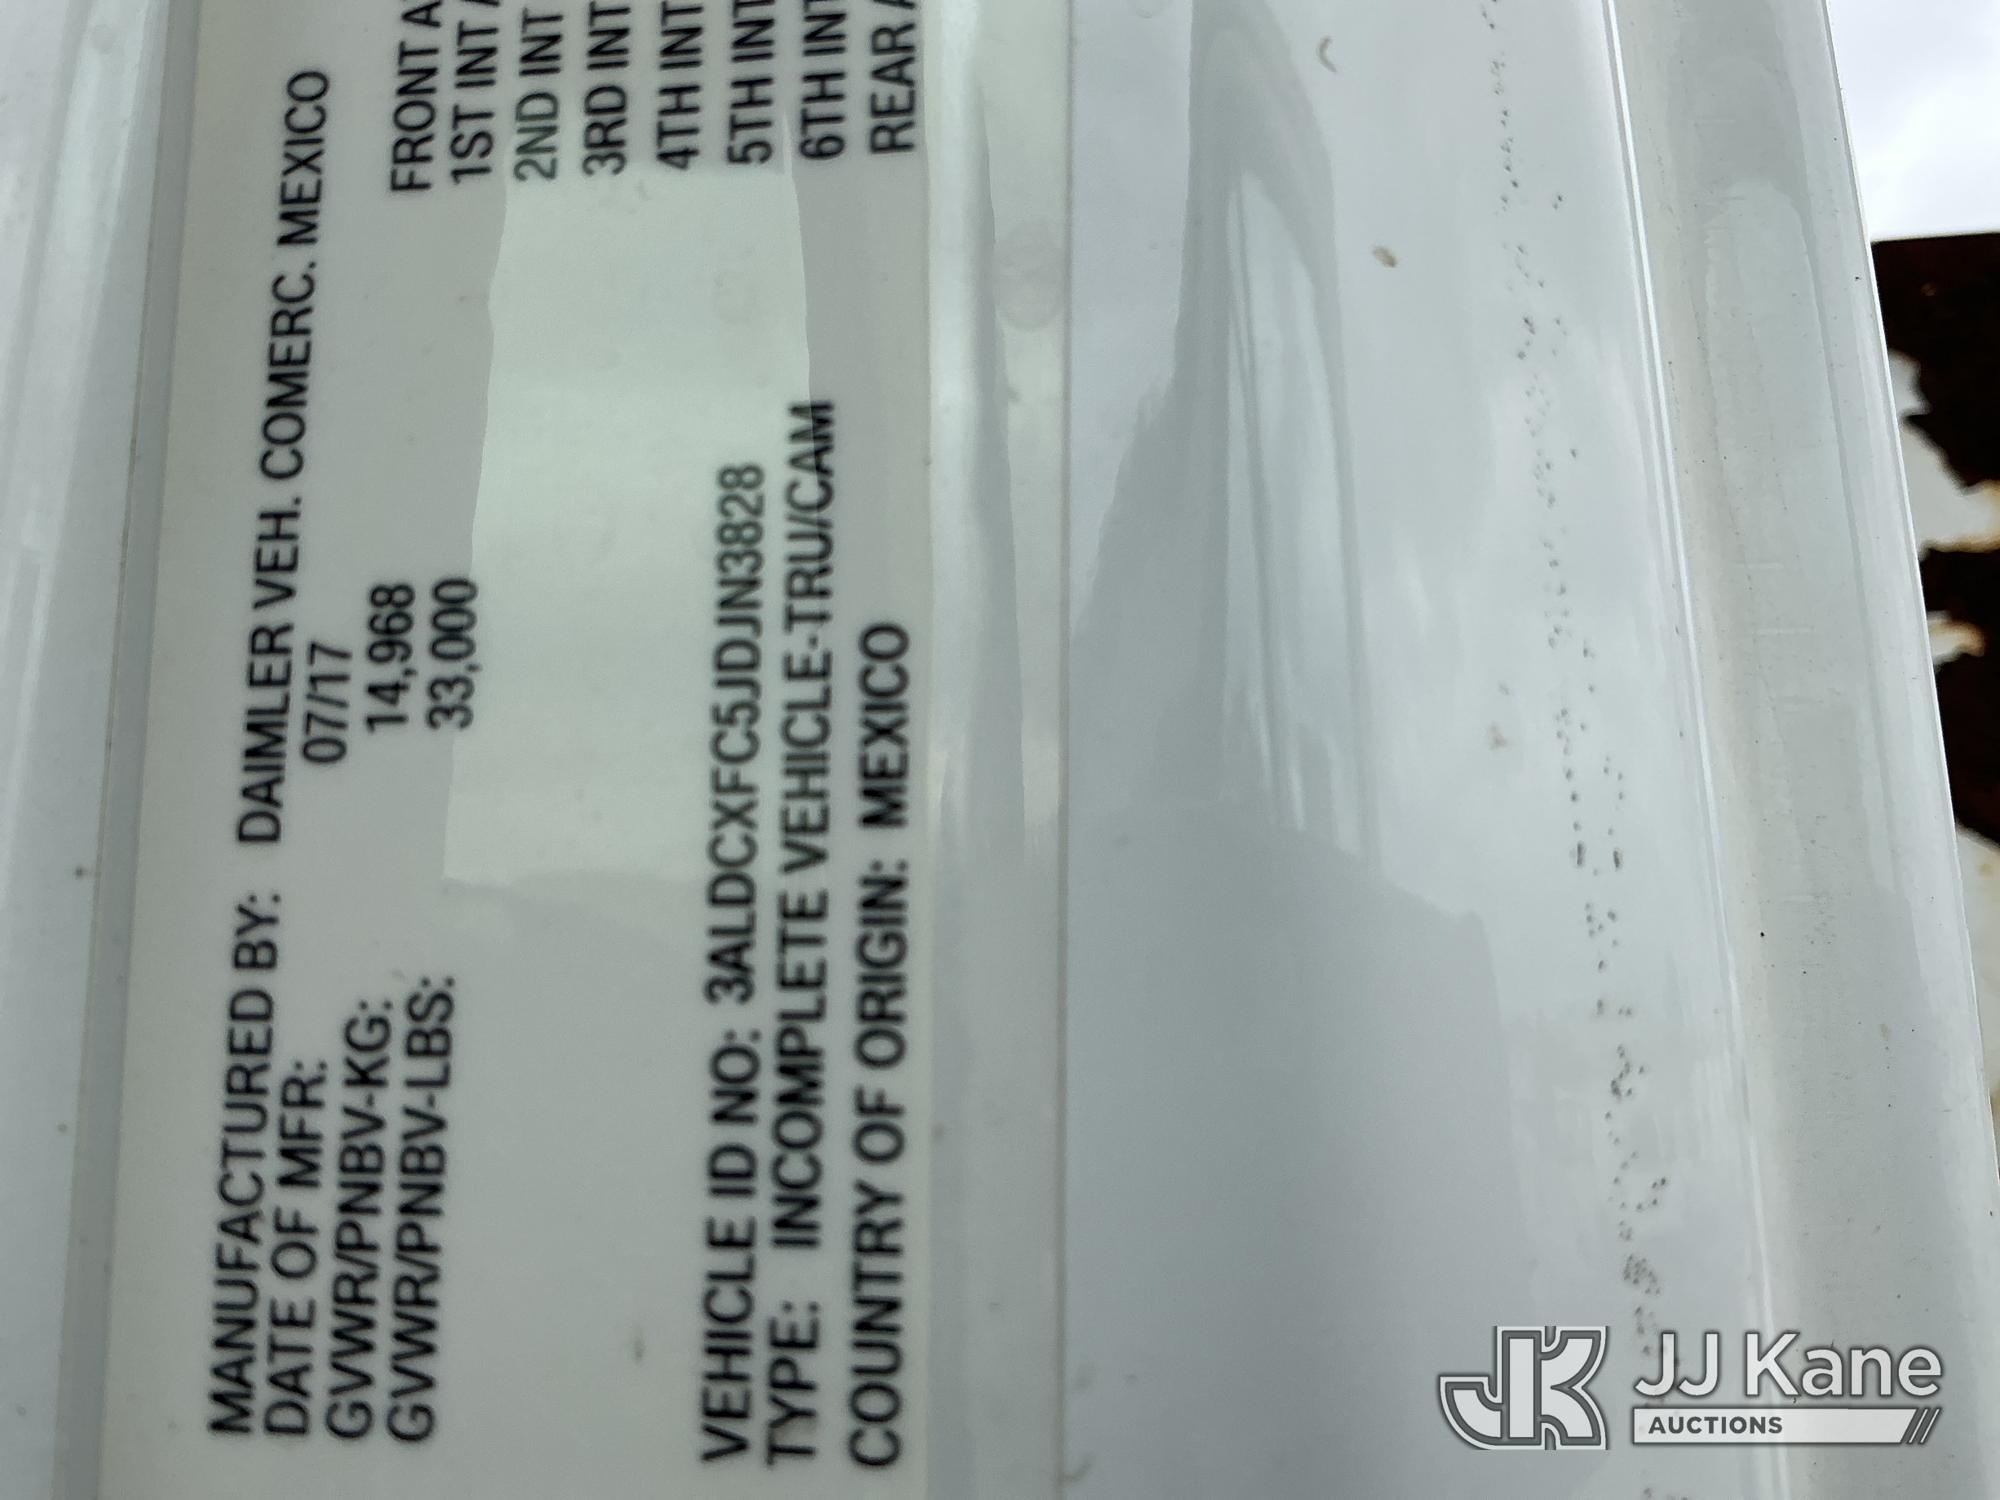 MANUFACTURED BY: DAIMLER VEH. COMERC. MEXICO
DATE OF MFR: 07/17
GVWR/PNBV-KG: 14,968
GVWR/PNBV-LBS: 33,000
FRONT A
1ST INT A
2ND INT
3RD INT
4TH INT
5TH INT
6TH INT
REAR A
VEHICLE ID NO: 3ALDCXFC5JDJN3828
TYPE: INCOMPLETE VEHICLE-TRU/CAM
COUNTRY OF ORIGIN: MEXICO
JK JJ Kane
AUCTIONS